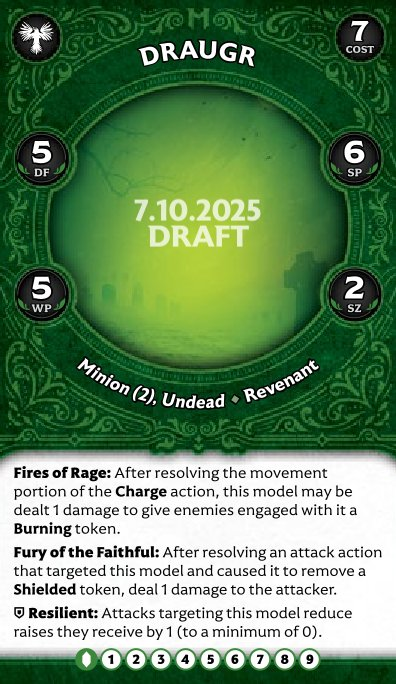 DRAUGR
7
COST
5
DF
6
SP
7.10.2025
DRAFT
5
WP
2
SZ
Minion (2), Undead ◆ Revenant
Fires of Rage: After resolving the movement
portion of the Charge action, this model may be
dealt 1 damage to give enemies engaged with it a
Burning token.
Fury of the Faithful: After resolving an attack action
that targeted this model and caused it to remove a
Shielded token, deal 1 damage to the attacker.
Resilient: Attacks targeting this model reduce
raises they receive by 1 (to a minimum of 0).
1 2 3 4 5 6 7 8 9